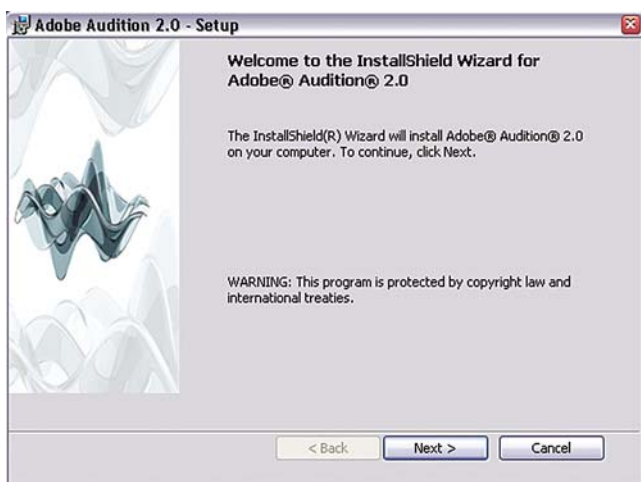 Adobe Audition 2.0 - Setup
Welcome to the InstallShield Wizard for
Adobe® Audition® 2.0
The InstallShield(R) Wizard will install Adobe® Audition® 2.0
on your computer. To continue, click Next.
WARNING: This program is protected by copyright law and
international treaties.
< Back
Next >
Cancel